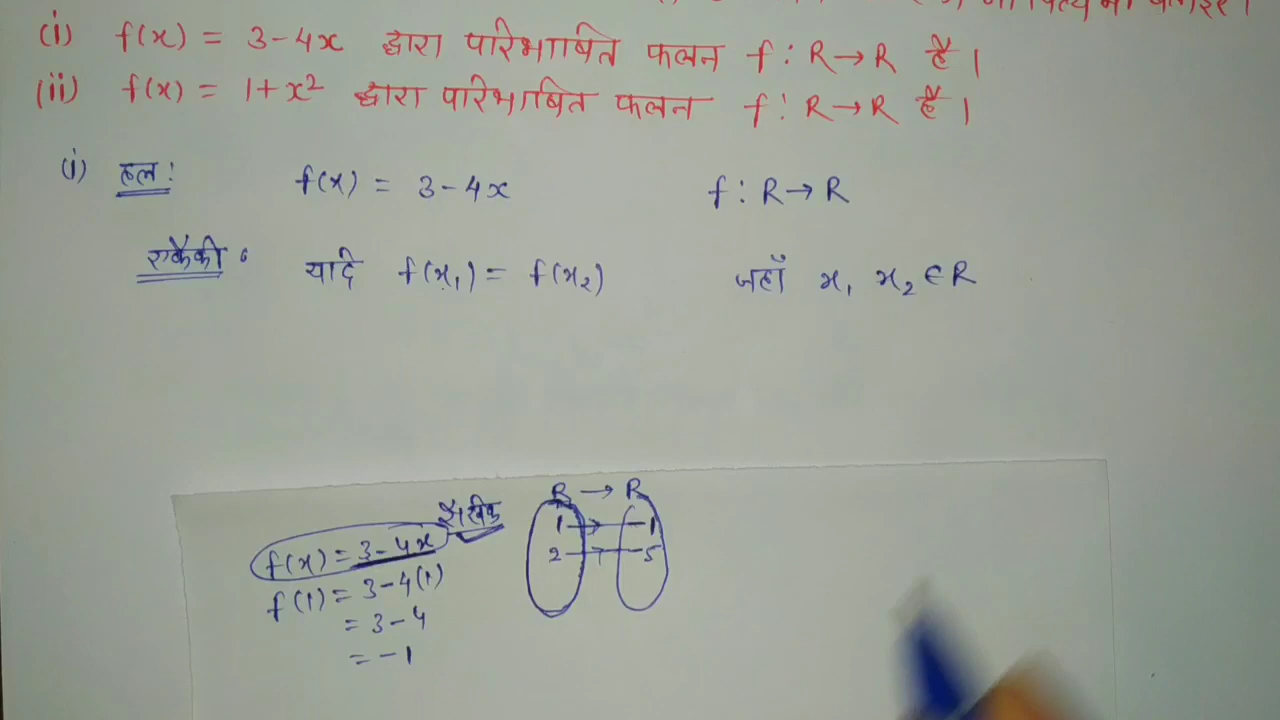 (i) f(x) = 3-4x द्वारा परिभाषित फलन f : R→R है।
(ii) f(x) = 1+x² द्वारा परिभाषित फलन f : R→R है।
(i) हल : f(x) = 3-4x f : R→R
एकैकी : यदि f(x₁) = f(x₂) जहाँ x₁ x₂ ∈ R
R → R
f(x) = 3-4x रैखिक
1 -1
2 -5
f(1) = 3-4(1)
= 3-4
= -1